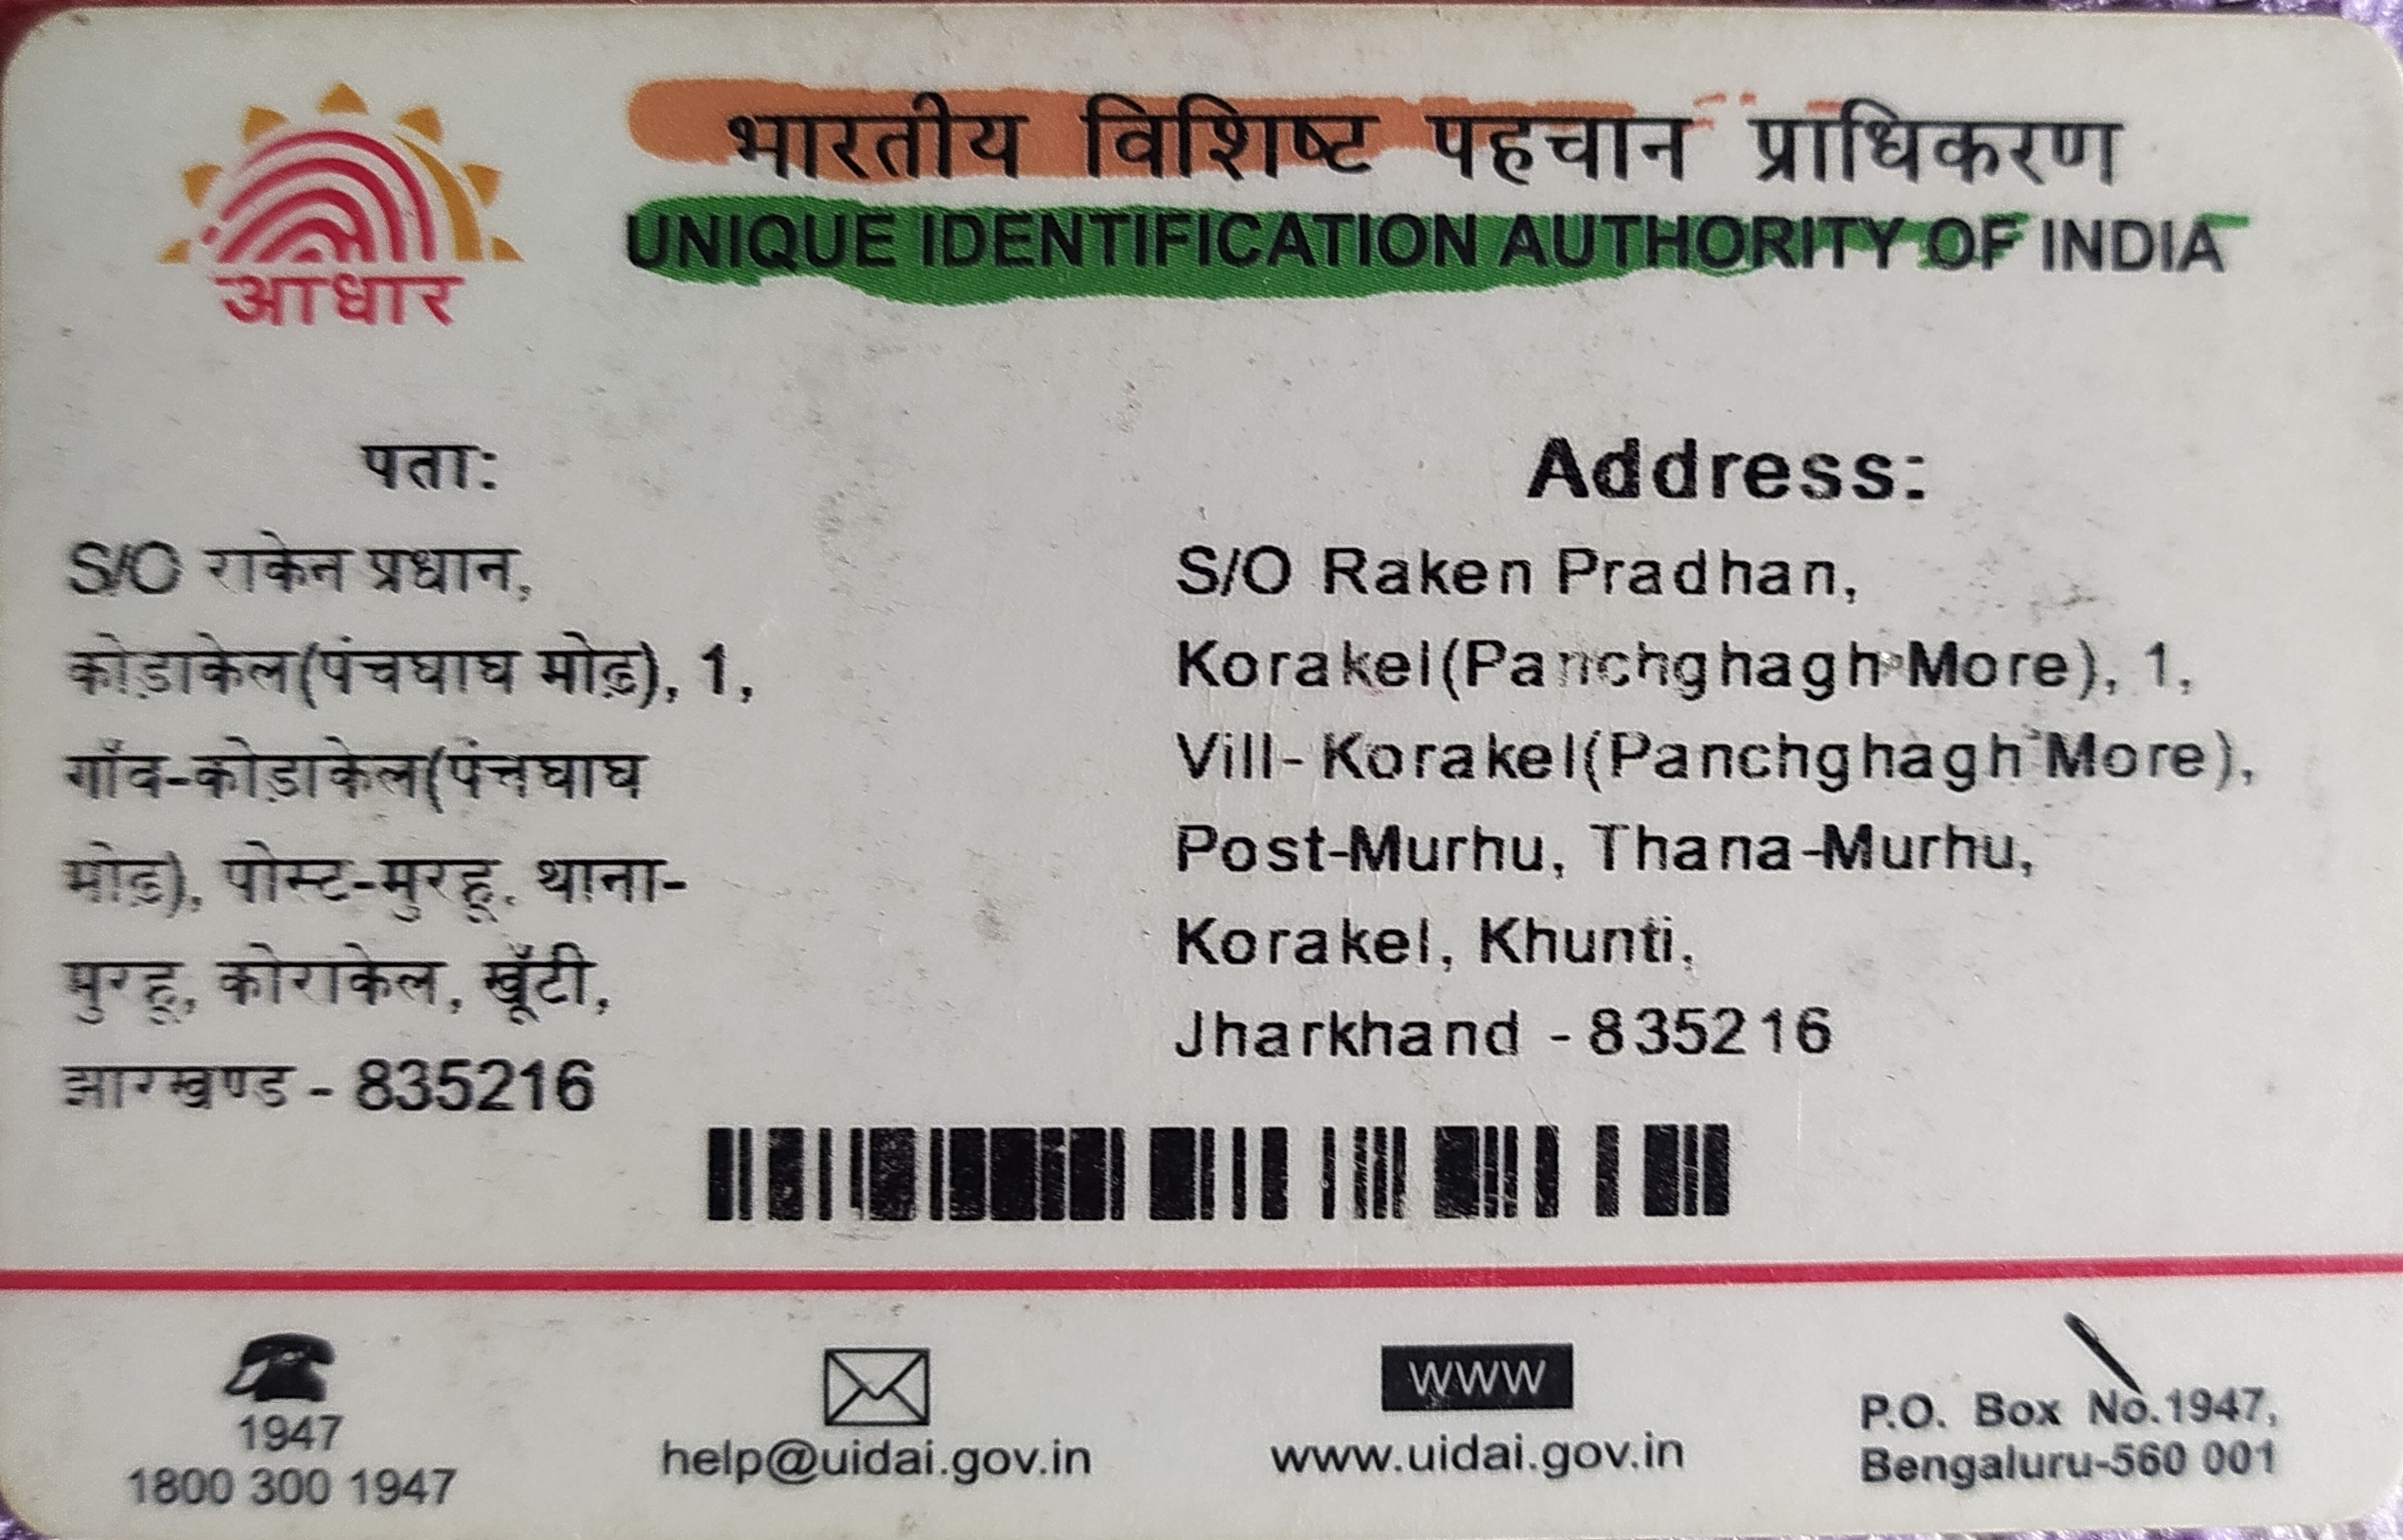 भारतीय विशिष्ट पहचान प्राधिकरण
UNIQUE IDENTIFICATION AUTHORITY OF INDIA
आधार
पता:
S/O राकेन प्रधान,
कोड़ाकेल(पंचघाघ मोढ़), 1,
गाँव-कोड़ाकेल(पंचघाघ
मोढ़), पोस्ट-मुरहू, थाना-
मुरहू, कोराकेल, खूँटी,
झारखण्ड - 835216
Address:
S/O Raken Pradhan,
Korakel(Panchghagh More), 1,
Vill- Korakel(Panchghagh More),
Post-Murhu, Thana-Murhu,
Korakel, Khunti,
Jharkhand - 835216
1947
1800 300 1947
help@uidai.gov.in
WWW
www.uidai.gov.in
P.O. Box No.1947,
Bengaluru-560 001